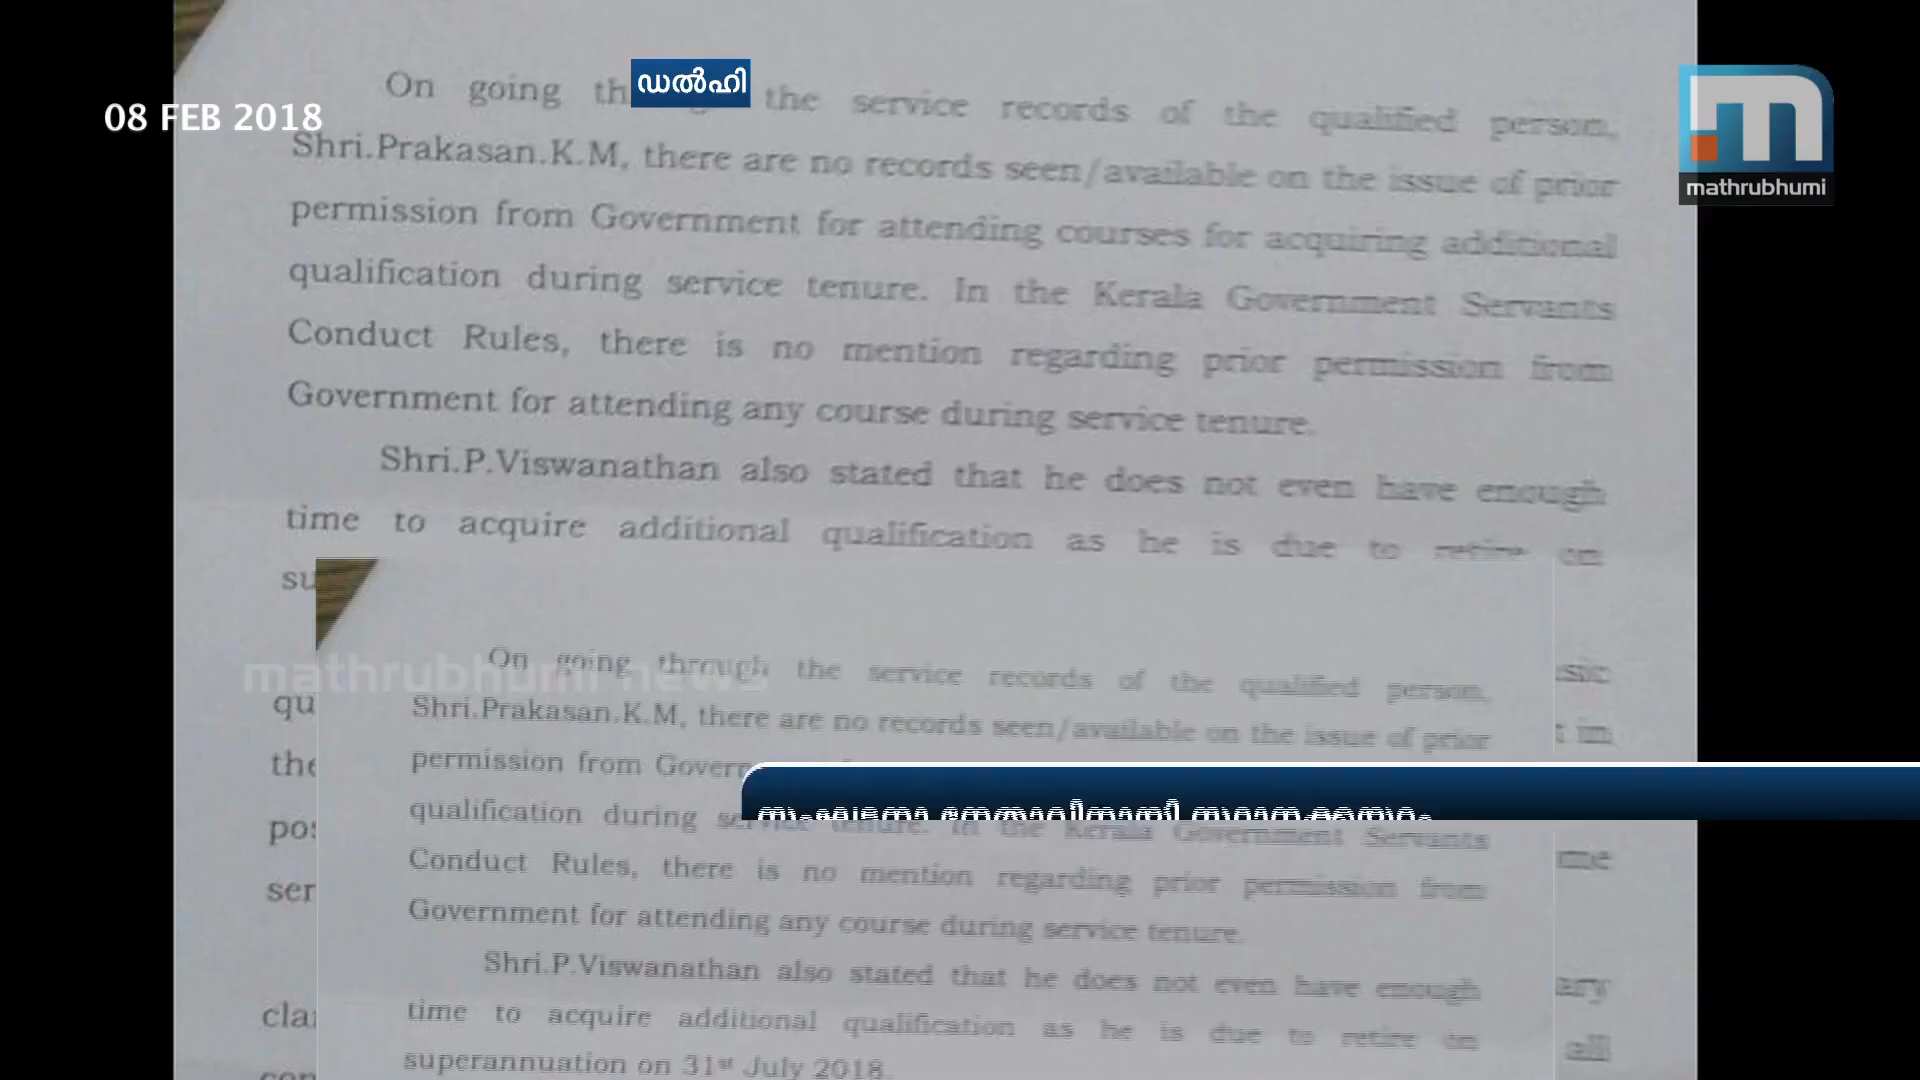 ഡൽഹി
08 FEB 2018
mathrubhumi
On going the service records of the qualified person,
Shri.Prakasan.K.M, there are no records seen/available on the issue of prior
permission from Government for attending courses for acquiring additional
qualification during service tenure. In the Kerala Government Servants
Conduct Rules, there is no mention regarding prior permission from
Government for attending any course during service tenure.
Shri.P.Viswanathan also stated that he does not even have enough
time to acquire additional qualification as he is due to retire on
mathrubhumi news
On going through the service records of the qualified person,
Shri.Prakasan.K.M, there are no records seen/available on the issue of prior
permission from
qualification during service tenure. In the Kerala Government Servants
Conduct Rules, there is no mention regarding prior permission from
Government for attending any course during service tenure.
Shri.P.Viswanathan also stated that he does not even have enough
time to acquire additional qualification as he is due to retire on
superannuation on 31st July 2018.